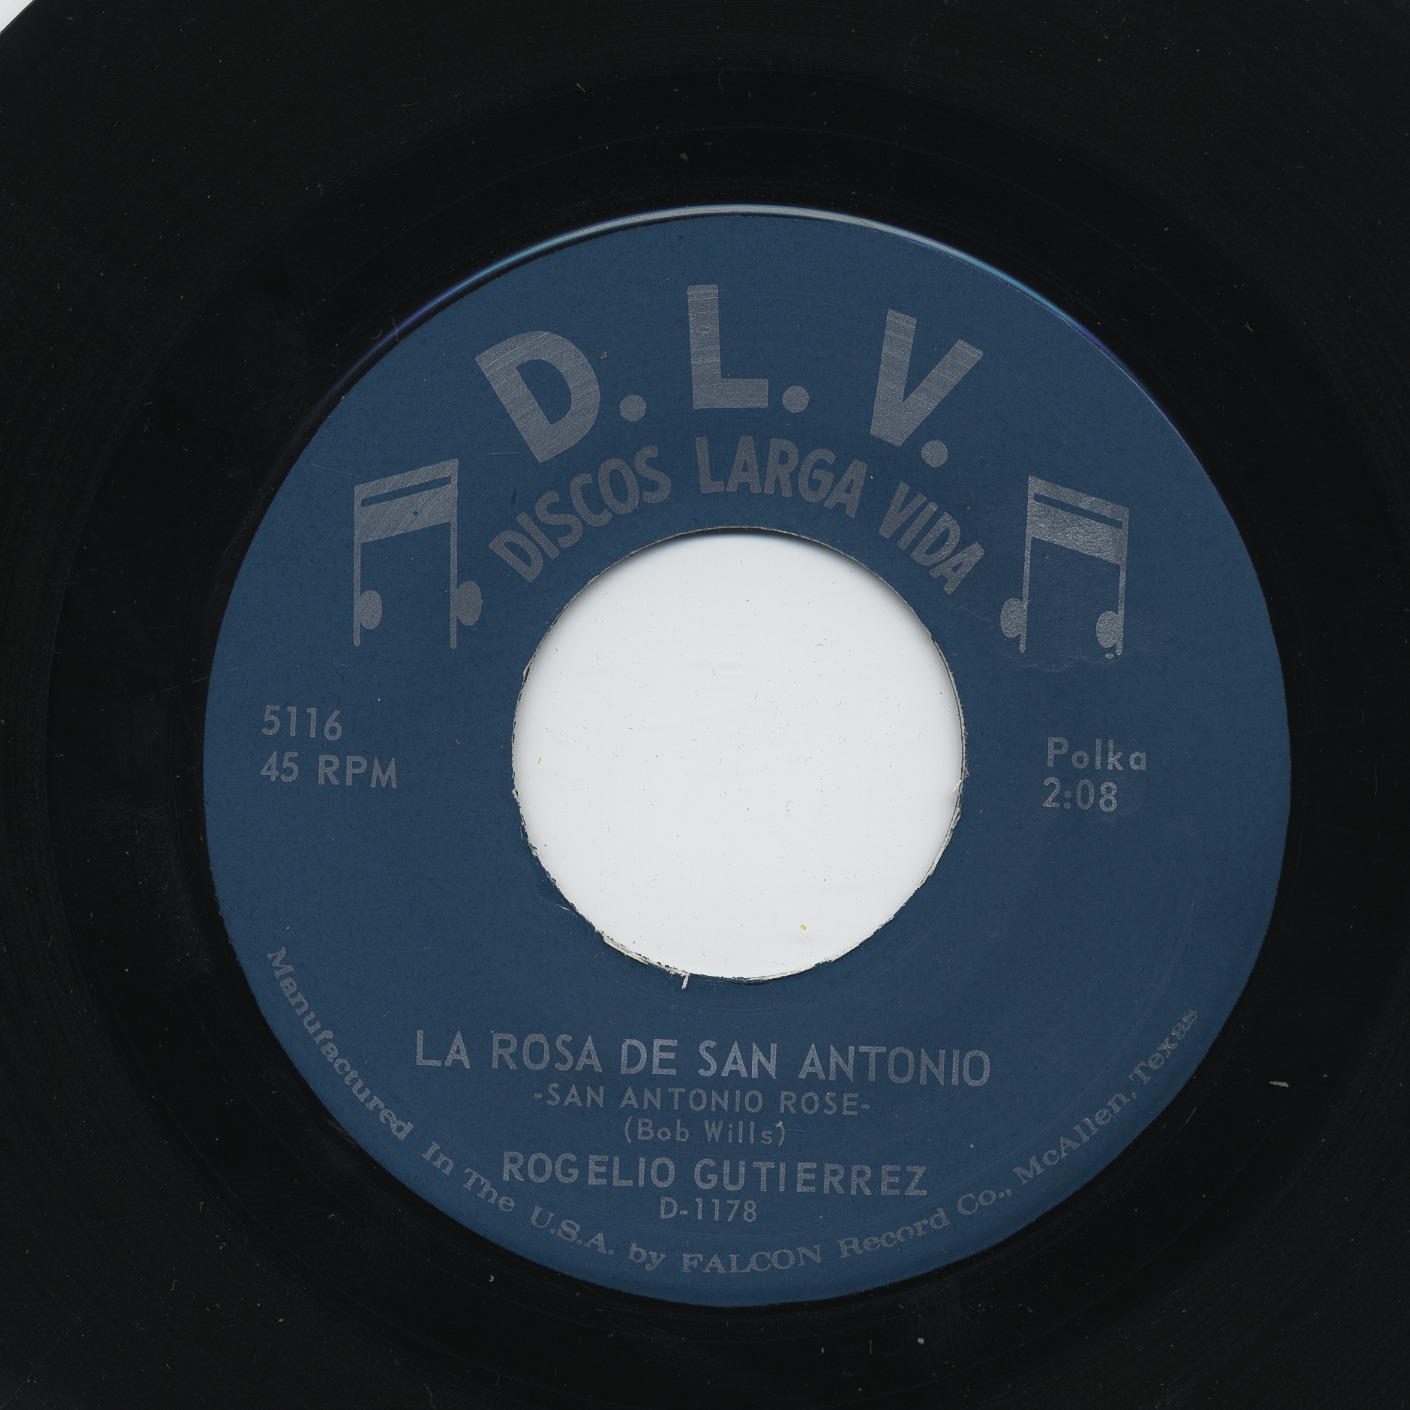 D. L. V.
DISCOS LARGA VIDA
5116
45 RPM
Polka
2:08
LA ROSA DE SAN ANTONIO
-SAN ANTONIO ROSE-
(Bob Wills)
ROGELIO GUTIERREZ
D-1178
Manufactured In The U.S.A. by FALCON Record Co., McAllen, Texas